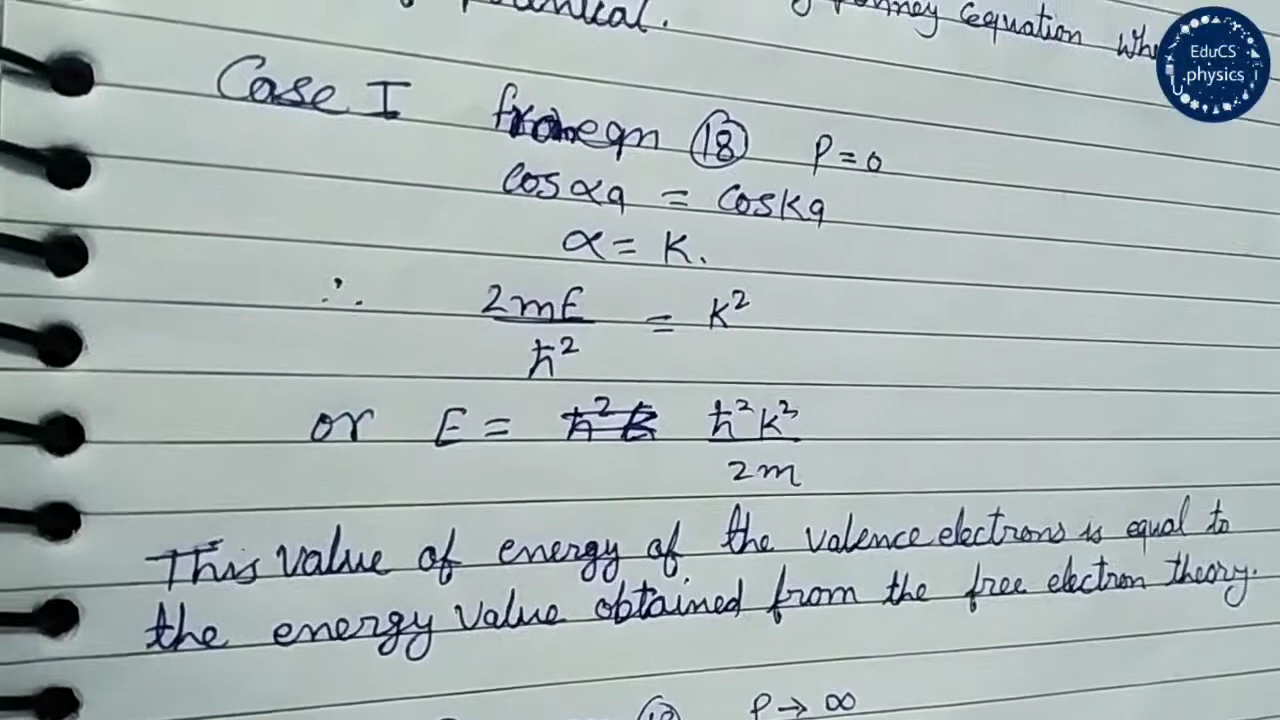 Penney equation
EduCS
physics
Case I from eqn (18) P = 0
cos αa = cos Ka
α = K.
∴ 2mE / ħ² = K²
or E = ħ²K² / 2m
This value of energy of the valence electrons is equal to
the energy value obtained from the free electron theory.
P → ∞